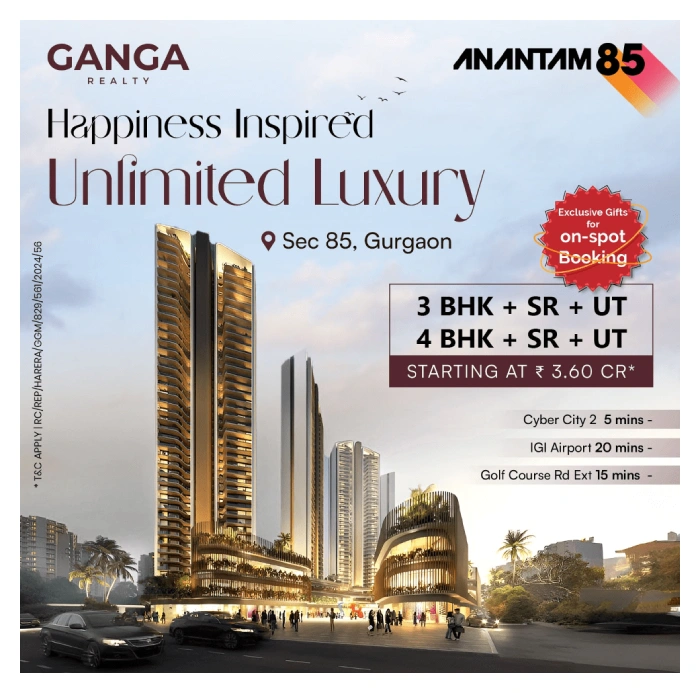 GANGA
REALTY
ANANTAM 85
Happiness Inspired
Unlimited Luxury
Sec 85, Gurgaon
Exclusive Gifts
for
on-spot
Booking
3 BHK + SR + UT
4 BHK + SR + UT
STARTING AT ₹ 3.60 CR*
Cyber City 2 5 mins -
IGI Airport 20 mins -
Golf Course Rd Ext 15 mins -
* T&C APPLY | RC/REP/HARERA/GGM/829/561/2024/56